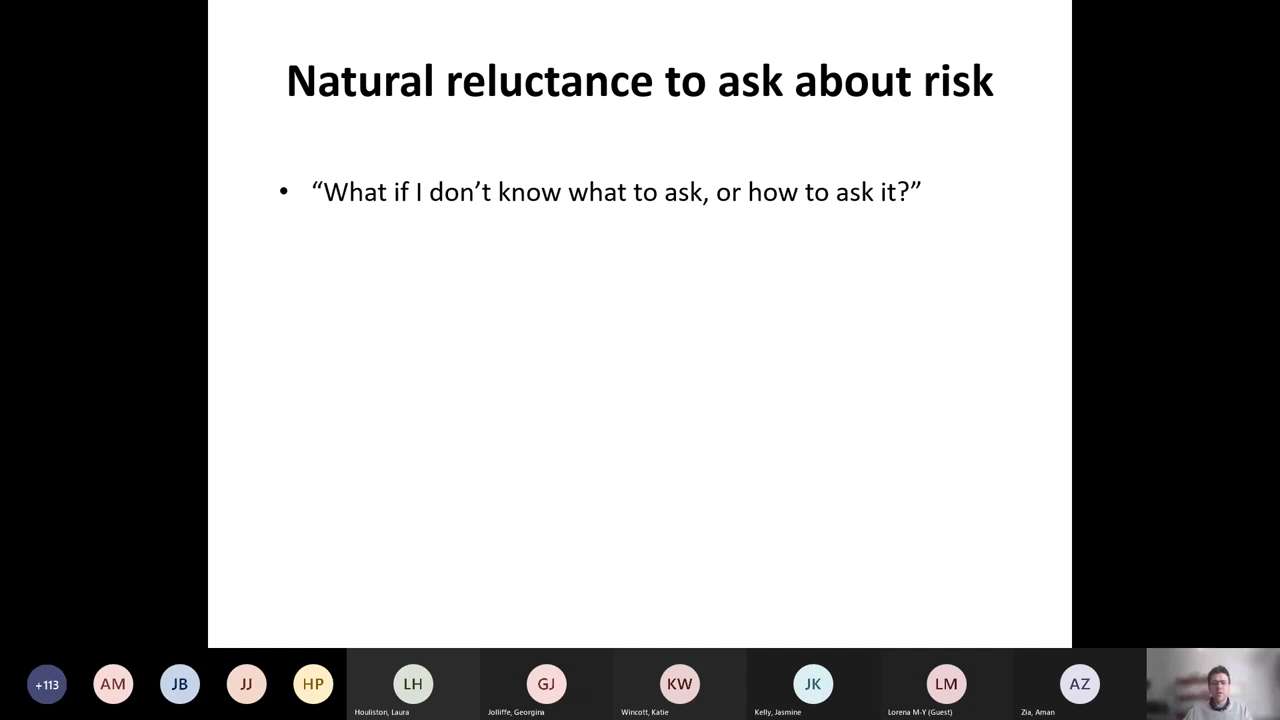 Natural reluctance to ask about risk
• “What if I don’t know what to ask, or how to ask it?”
+113
AM
JB
JJ
HP
LH
GJ
KW
JK
LM
AZ
Houliston, Laura
Jolliffe, Georgina
Wincott, Katie
Kelly, Jasmine
Lorena M-Y (Guest)
Zia, Aman